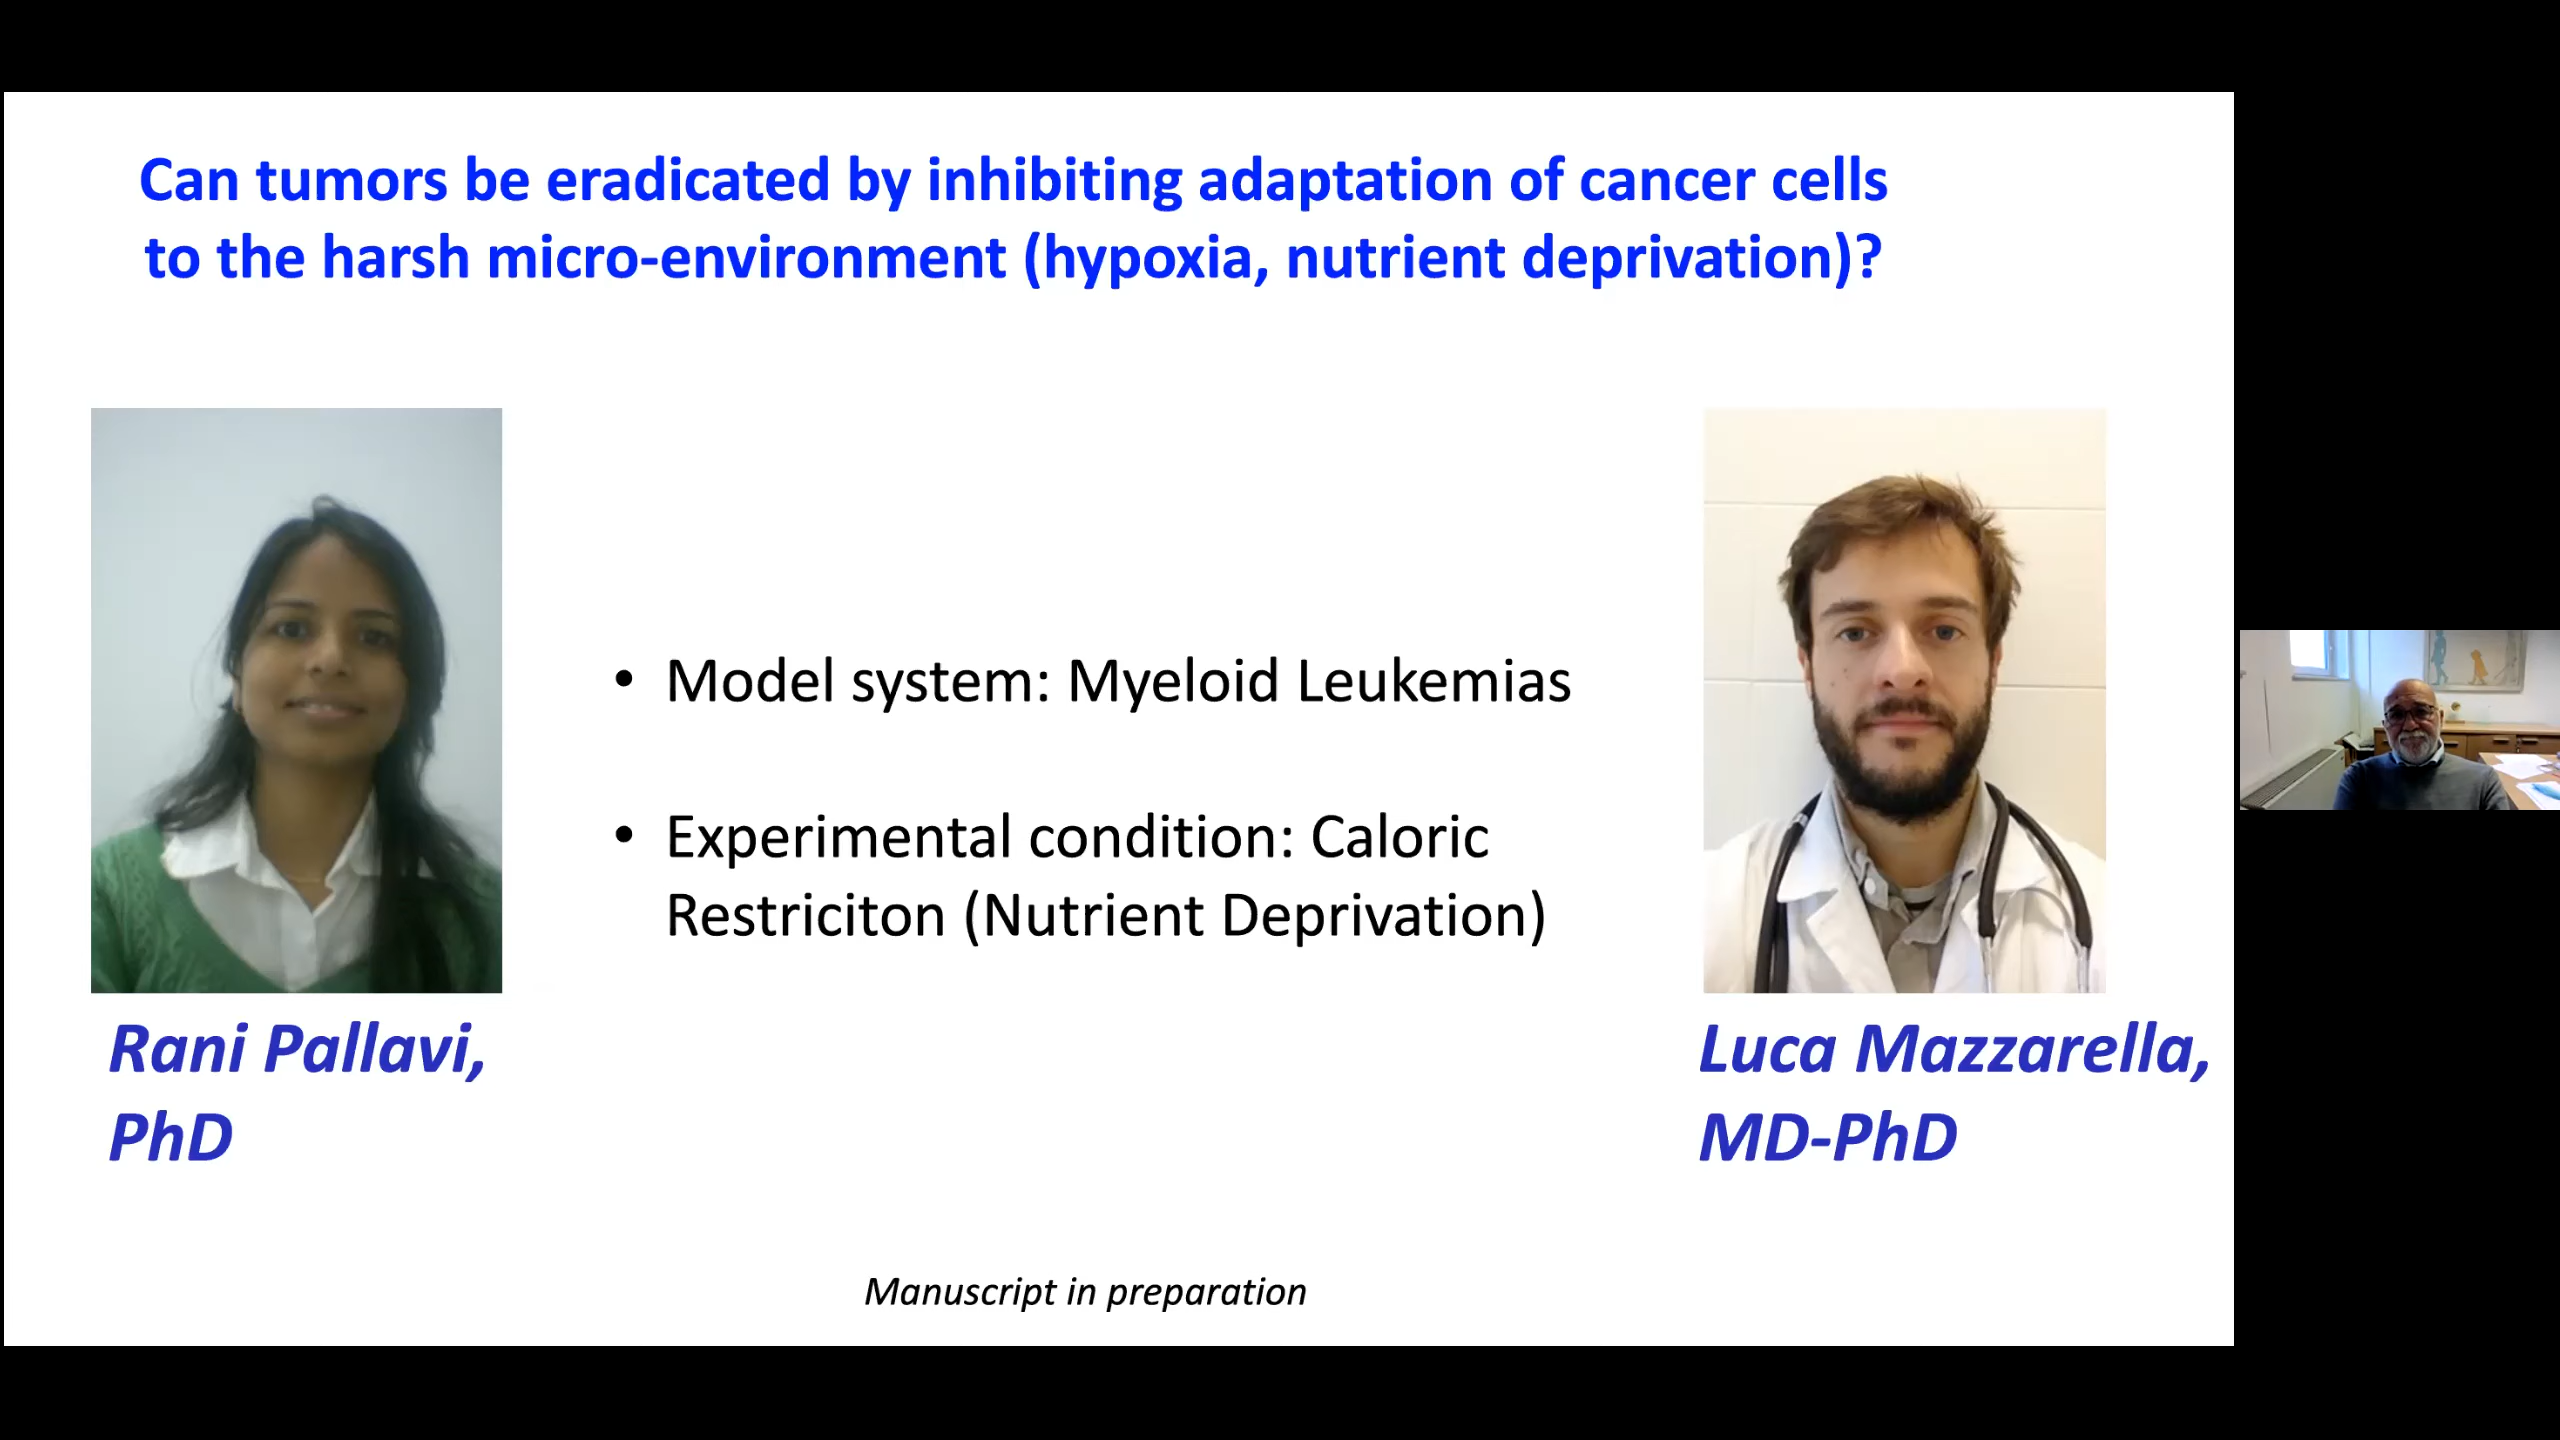 Can tumors be eradicated by inhibiting adaptation of cancer cells
to the harsh micro-environment (hypoxia, nutrient deprivation)?
• Model system: Myeloid Leukemias
• Experimental condition: Caloric
Restriciton (Nutrient Deprivation)
Rani Pallavi,
PhD
Luca Mazzarella,
MD-PhD
Manuscript in preparation